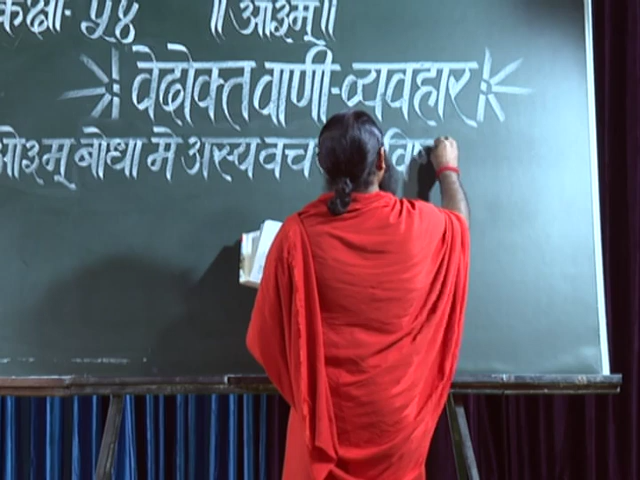 कक्षा- ५४ ॥ओ३म्॥
वेदोक्त वाणी-व्यवहार
ओ३म् बोधा मे अस्य वच